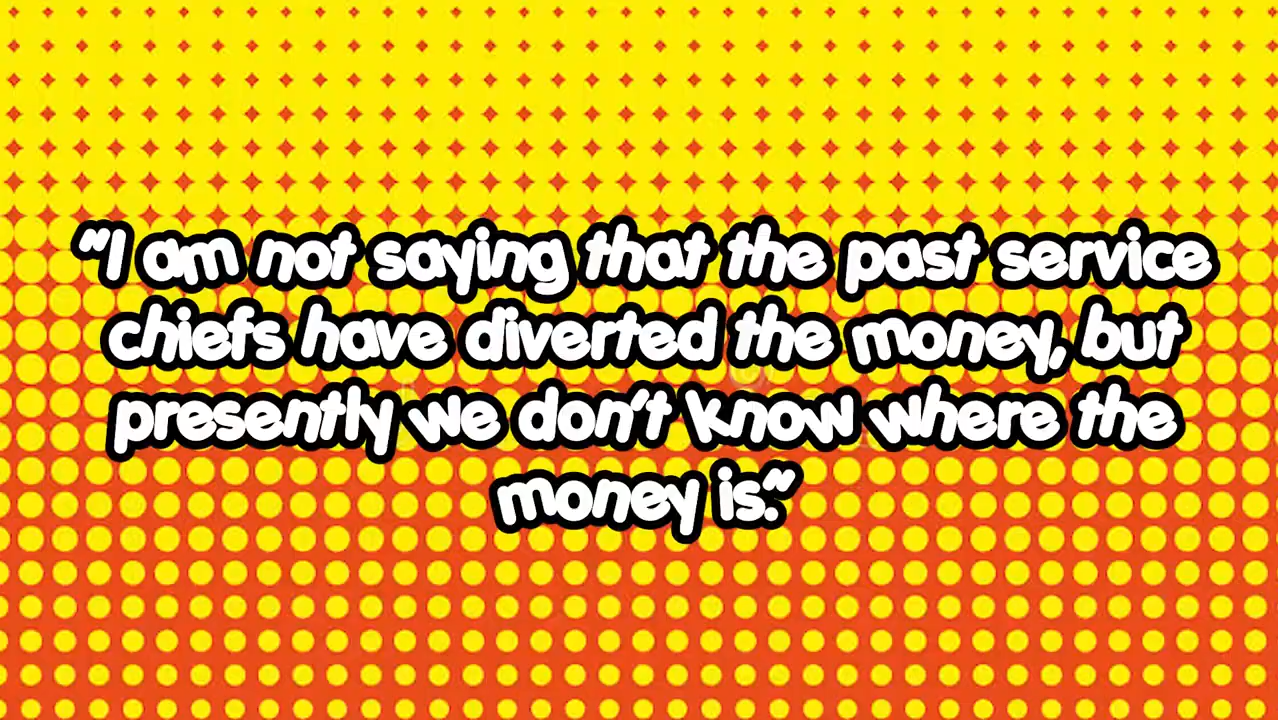 “I am not saying that the past service
chiefs have diverted the money, but
presently we don’t know where the
money is.”